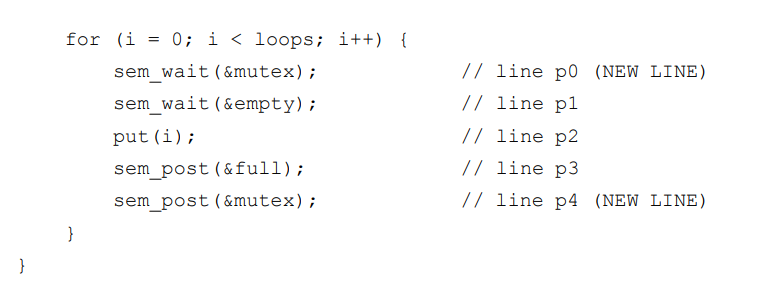 for (i = 0; i < loops; i++) {
sem_wait(&mutex); // line p0 (NEW LINE)
sem_wait(&empty); // line p1
put(i); // line p2
sem_post(&full); // line p3
sem_post(&mutex); // line p4 (NEW LINE)
}
}